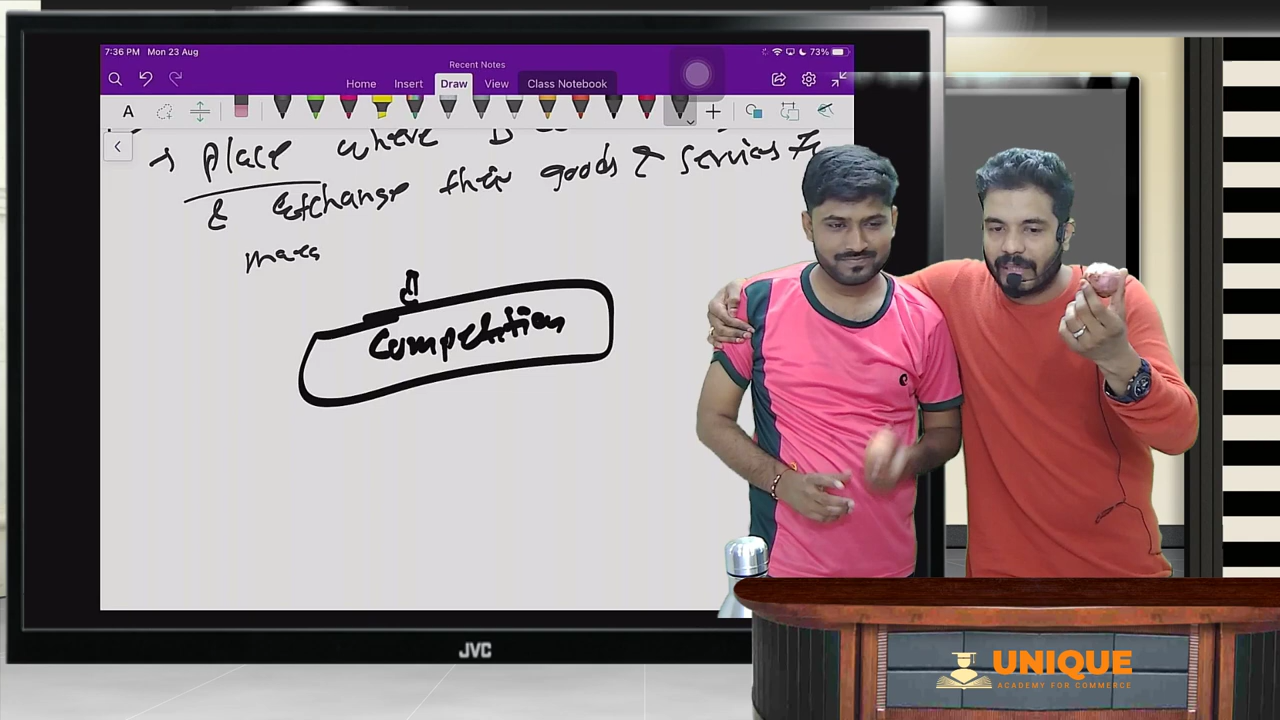 7:36 PM Mon 23 Aug
73%
Recent Notes
Home Insert Draw View Class Notebook
A
place where
& exchange their goods & services
Competition
JVC
UNIQUE
ACADEMY FOR COMMERCE